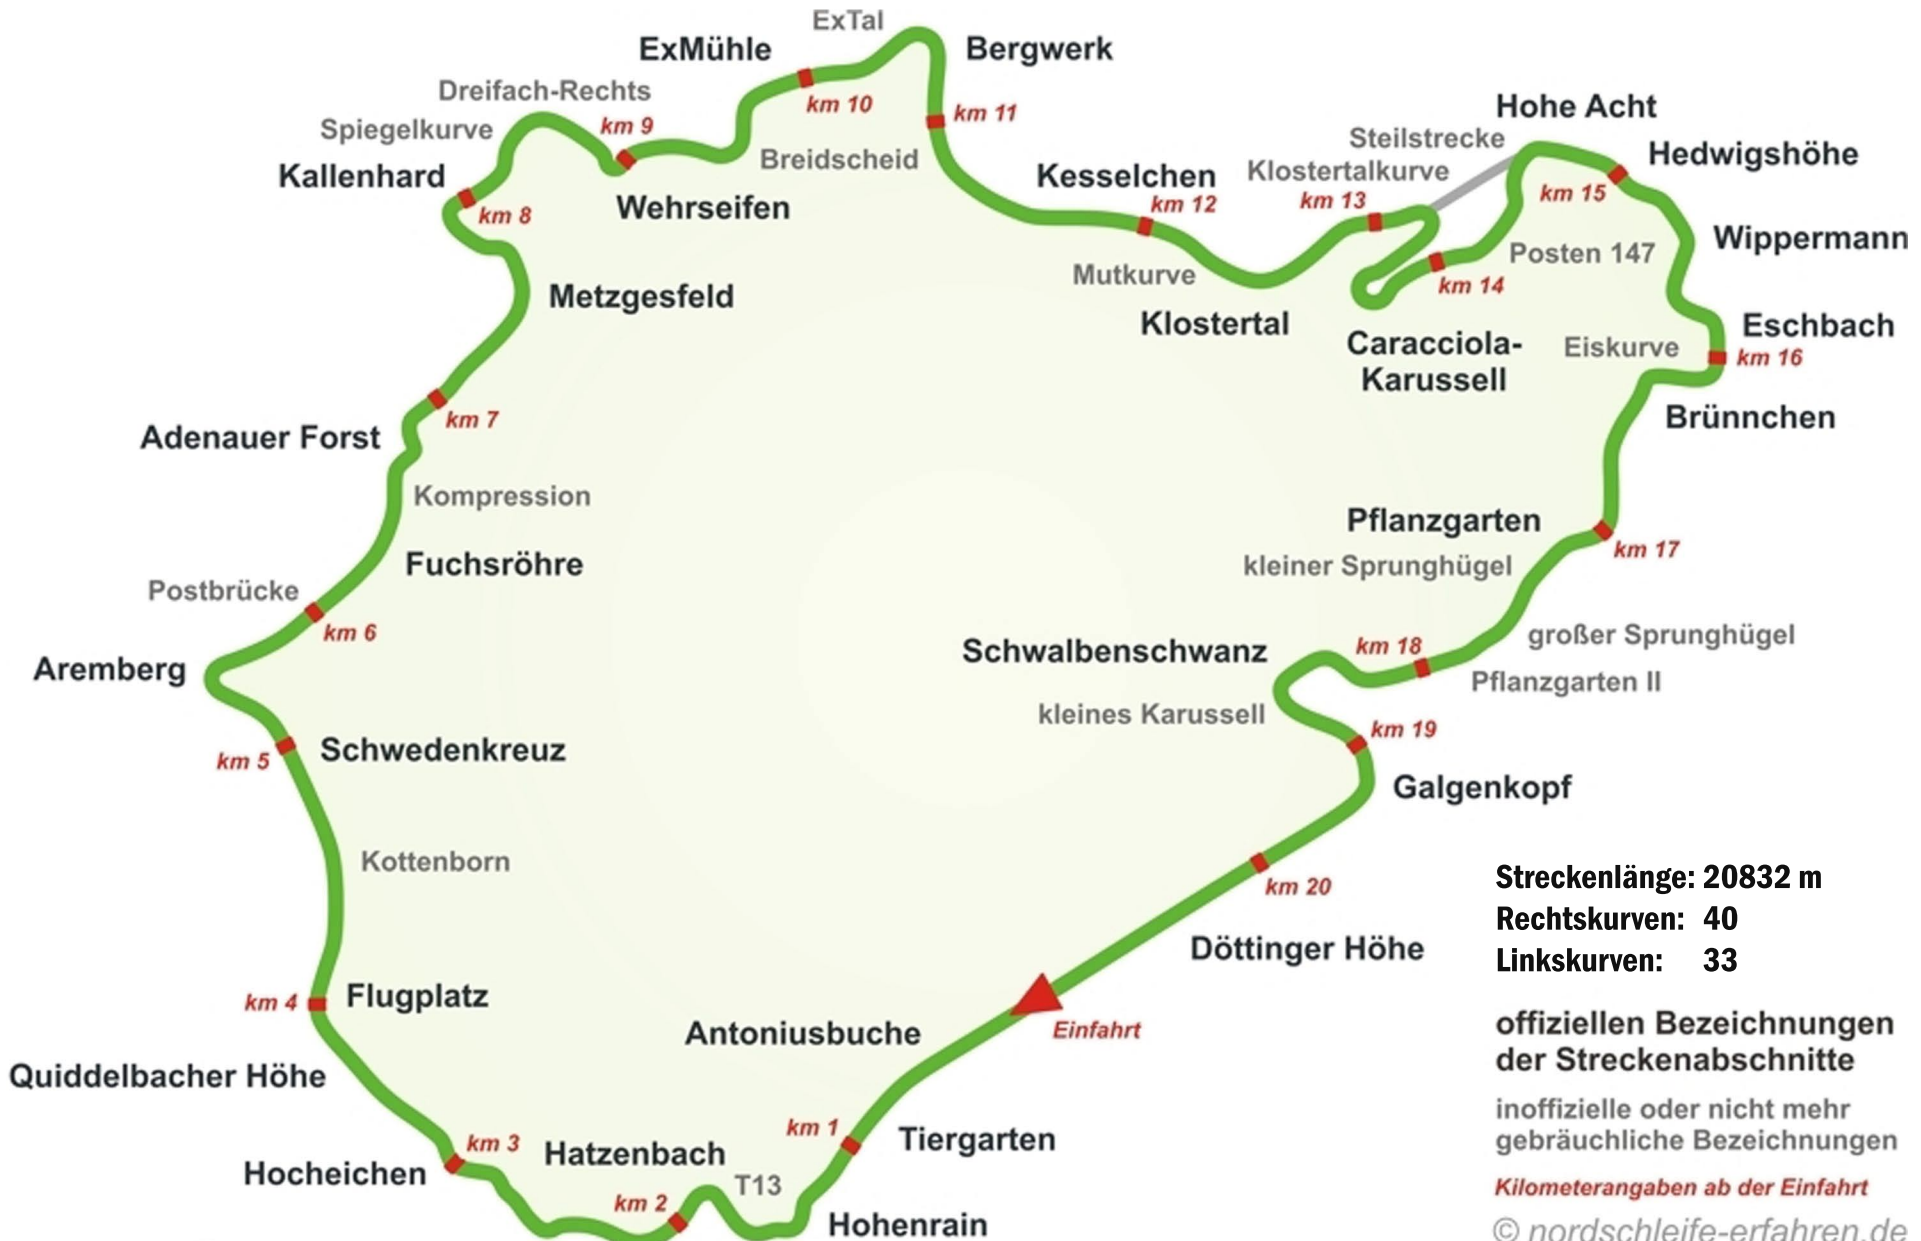 ExTal
ExMühle
Bergwerk
Dreifach-Rechts
km 10
Spiegelkurve
km 9
km 11
Hohe Acht
Steilstrecke
Hedwigshöhe
Kallenhard
Breidscheid
Kesselchen
Klostertalkurve
km 8
Wehrseifen
km 12
km 13
km 15
Wippermann
Posten 147
Metzgesfeld
Mutkurve
km 14
Klostertal
Caracciola-
Karussell
Eiskurve
Eschbach
km 16
km 7
Brünnchen
Adenauer Forst
Kompression
Pflanzgarten
km 17
Fuchsröhre
kleiner Sprunghügel
Postbrücke
km 6
großer Sprunghügel
Aremberg
Schwalbenschwanz
km 18
Pflanzgarten II
kleines Karussell
km 19
km 5
Schwedenkreuz
Galgenkopf
Kottenborn
km 20
Streckenlänge: 20832 m
Rechtskurven: 40
Linkskurven: 33
Döttinger Höhe
km 4
Flugplatz
Antoniusbuche
Einfahrt
offiziellen Bezeichnungen
der Streckenabschnitte
Quiddelbacher Höhe
inoffizielle oder nicht mehr
gebräuchliche Bezeichnungen
km 3
Hatzenbach
km 1
Tiergarten
Hocheichen
T13
km 2
Hohenrain
Kilometerangaben ab der Einfahrt
© nordschleife-erfahren.de